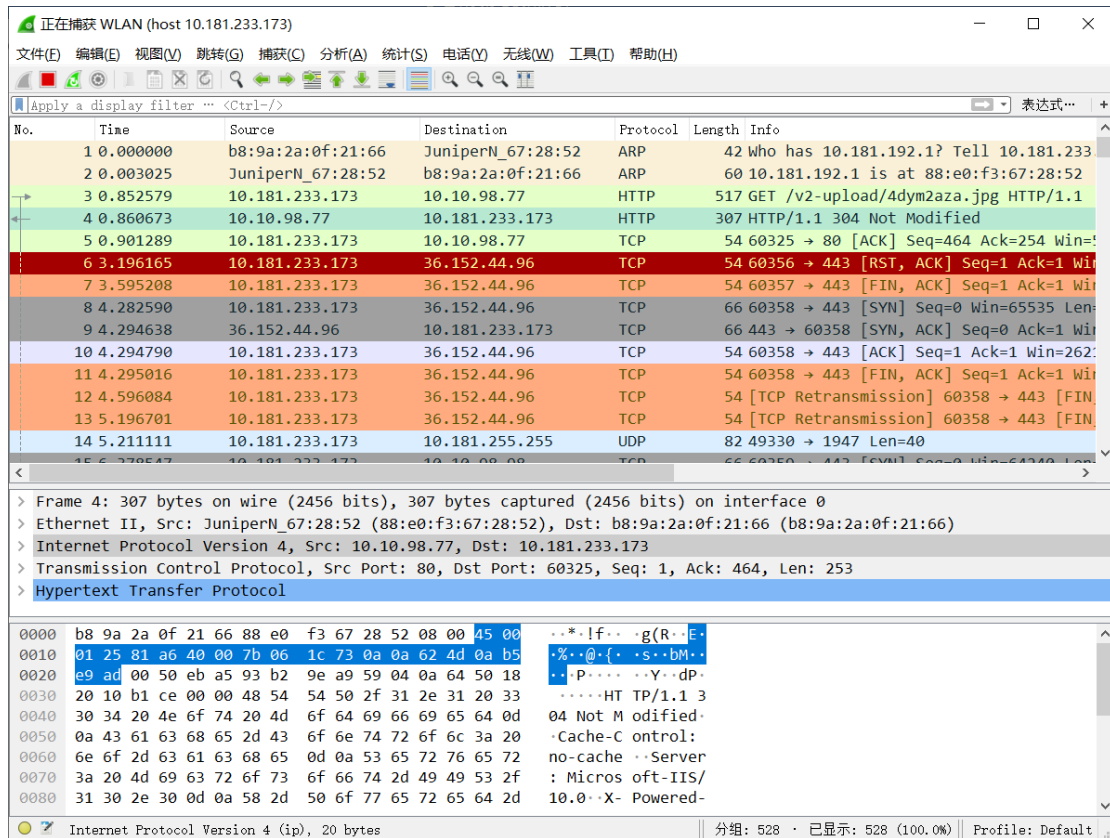 正在捕获 WLAN (host 10.181.233.173)
文件(F) 编辑(E) 视图(V) 跳转(G) 捕获(C) 分析(A) 统计(S) 电话(Y) 无线(W) 工具(T) 帮助(H)
Apply a display filter … <Ctrl-/> 表达式… +
No. Time Source Destination Protocol Length Info
1 0.000000 b8:9a:2a:0f:21:66 JuniperN_67:28:52 ARP 42 Who has 10.181.192.1? Tell 10.181.233
2 0.003025 JuniperN_67:28:52 b8:9a:2a:0f:21:66 ARP 60 10.181.192.1 is at 88:e0:f3:67:28:52
3 0.852579 10.181.233.173 10.10.98.77 HTTP 517 GET /v2-upload/4dym2aza.jpg HTTP/1.1
4 0.860673 10.10.98.77 10.181.233.173 HTTP 307 HTTP/1.1 304 Not Modified
5 0.901289 10.181.233.173 10.10.98.77 TCP 54 60325 → 80 [ACK] Seq=464 Ack=254 Win=5
6 3.196165 10.181.233.173 36.152.44.96 TCP 54 60356 → 443 [RST, ACK] Seq=1 Ack=1 Wi
7 3.595208 10.181.233.173 36.152.44.96 TCP 54 60357 → 443 [FIN, ACK] Seq=1 Ack=1 Wi
8 4.282590 10.181.233.173 36.152.44.96 TCP 66 60358 → 443 [SYN] Seq=0 Win=65535 Len=
9 4.294638 36.152.44.96 10.181.233.173 TCP 66 443 → 60358 [SYN, ACK] Seq=0 Ack=1 Wi
10 4.294790 10.181.233.173 36.152.44.96 TCP 54 60358 → 443 [ACK] Seq=1 Ack=1 Win=262
11 4.295016 10.181.233.173 36.152.44.96 TCP 54 60358 → 443 [FIN, ACK] Seq=1 Ack=1 Wi
12 4.596084 10.181.233.173 36.152.44.96 TCP 54 [TCP Retransmission] 60358 → 443 [FIN
13 5.196701 10.181.233.173 36.152.44.96 TCP 54 [TCP Retransmission] 60358 → 443 [FIN
14 5.211111 10.181.233.173 10.181.255.255 UDP 82 49330 → 1947 Len=40
Frame 4: 307 bytes on wire (2456 bits), 307 bytes captured (2456 bits) on interface 0
Ethernet II, Src: JuniperN_67:28:52 (88:e0:f3:67:28:52), Dst: b8:9a:2a:0f:21:66 (b8:9a:2a:0f:21:66)
Internet Protocol Version 4, Src: 10.10.98.77, Dst: 10.181.233.173
Transmission Control Protocol, Src Port: 80, Dst Port: 60325, Seq: 1, Ack: 464, Len: 253
Hypertext Transfer Protocol
0000 b8 9a 2a 0f 21 66 88 e0 f3 67 28 52 08 00 45 00 ··*·!f·· ·g(R··E·
0010 01 25 81 a6 40 00 7b 06 1c 73 0a 0a 62 4d 0a b5 ·%··@·{· ·s··bM··
0020 e9 ad 00 50 eb a5 93 b2 9e a9 59 04 0a 64 50 18 ···P···· ··Y··dP·
0030 20 10 b1 ce 00 00 48 54 54 50 2f 31 2e 31 20 33 ·····HT TP/1.1 3
0040 30 34 20 4e 6f 74 20 4d 6f 64 69 66 69 65 64 0d 04 Not M odified·
0050 0a 43 61 63 68 65 2d 43 6f 6e 74 72 6f 6c 3a 20 ·Cache-C ontrol:
0060 6e 6f 2d 63 61 63 68 65 0d 0a 53 65 72 76 65 72 no-cache ··Server
0070 3a 20 4d 69 63 72 6f 73 6f 66 74 2d 49 49 53 2f : Micros oft-IIS/
0080 31 30 2e 30 0d 0a 58 2d 50 6f 77 65 72 65 64 2d 10.0··X- Powered-
Internet Protocol Version 4 (ip), 20 bytes 分组: 528 · 已显示: 528 (100.0%) Profile: Default